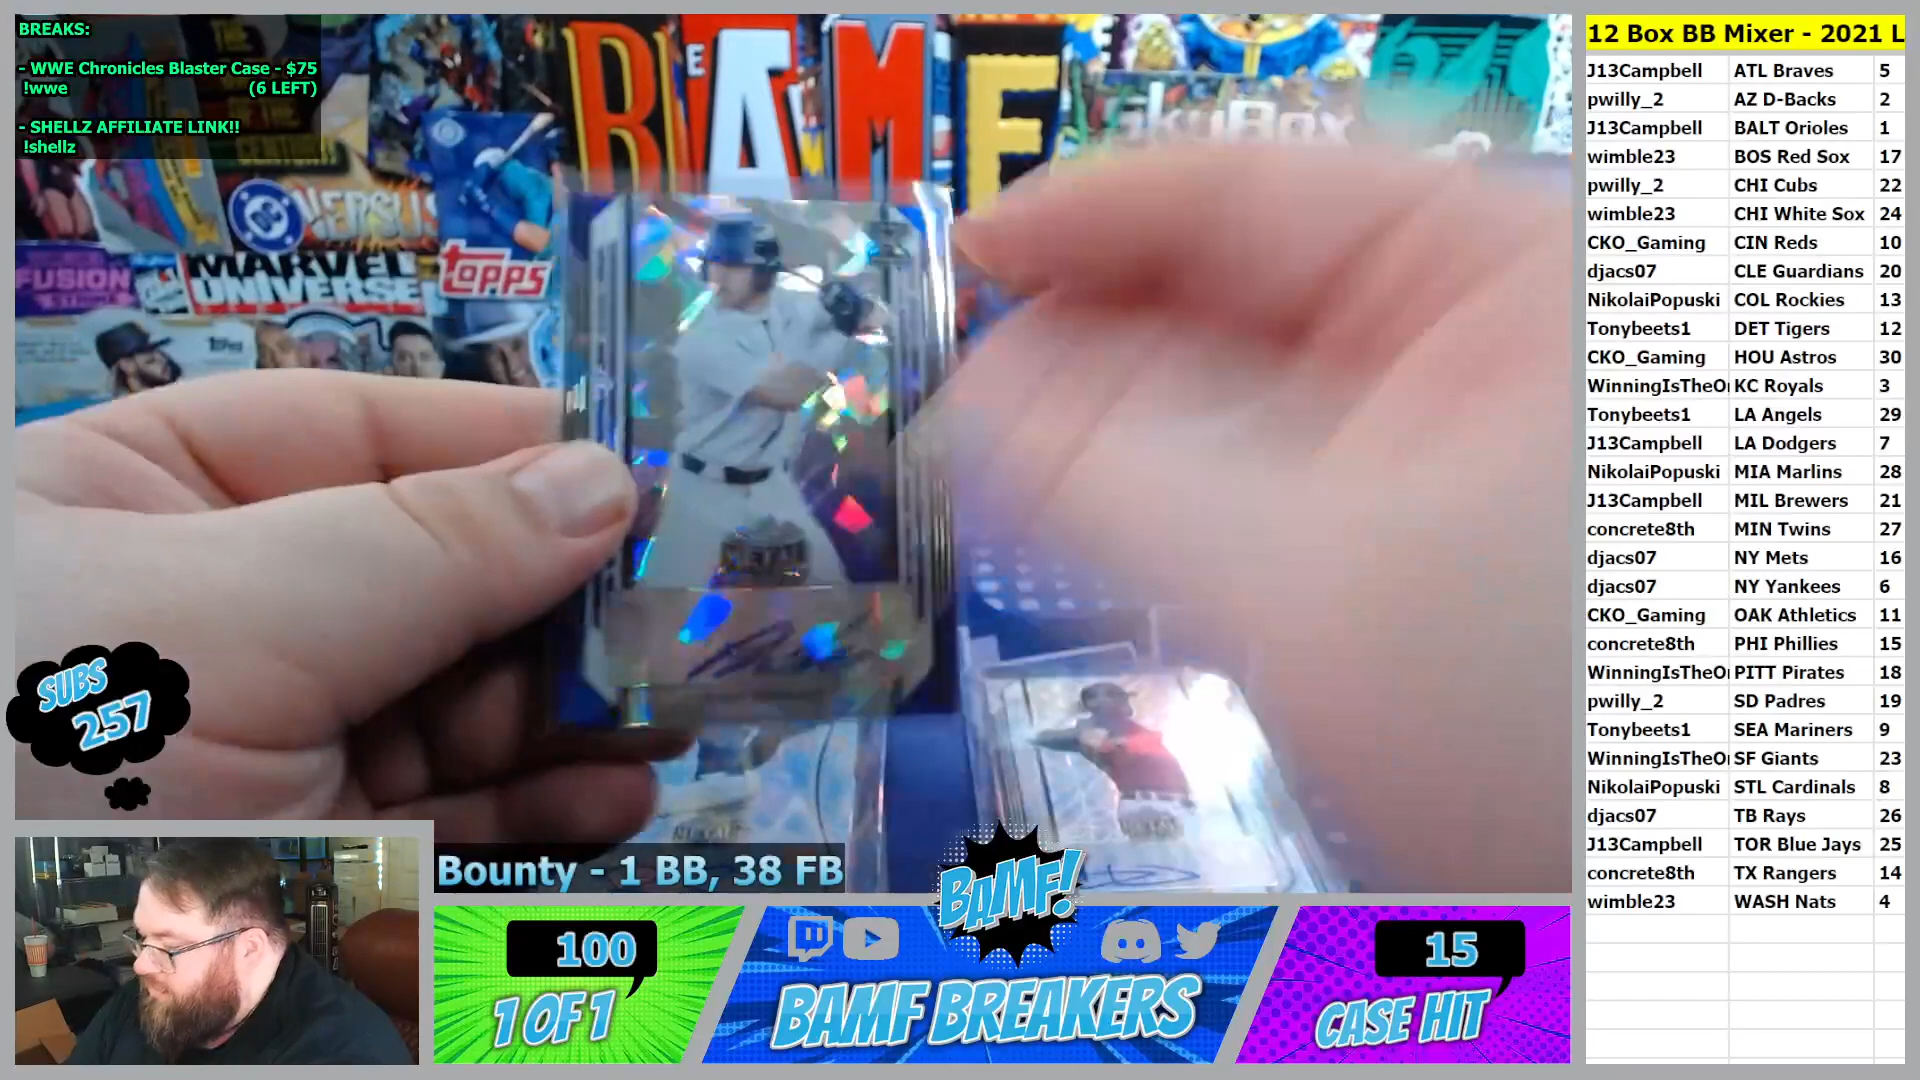 BREAKS:
- WWE Chronicles Blaster Case - $75
!wwe (6 LEFT)
- SHELLZ AFFILIATE LINK!!
!shellz
BAMF
DC VERSUS
FUSION
MARVEL
UNIVERSE
TOPPS
SkyBox
SUBS
257
Bounty - 1 BB, 38 FB
BAMF!
100
1 OF 1
BAMF BREAKERS
15
CASE HIT
12 Box BB Mixer - 2021 L
J13Campbell ATL Braves 5
pwilly_2 AZ D-Backs 2
J13Campbell BALT Orioles 1
wimble23 BOS Red Sox 17
pwilly_2 CHI Cubs 22
wimble23 CHI White Sox 24
CKO_Gaming CIN Reds 10
djacs07 CLE Guardians 20
NikolaiPopuski COL Rockies 13
Tonybeets1 DET Tigers 12
CKO_Gaming HOU Astros 30
WinningIsTheO KC Royals 3
Tonybeets1 LA Angels 29
J13Campbell LA Dodgers 7
NikolaiPopuski MIA Marlins 28
J13Campbell MIL Brewers 21
concrete8th MIN Twins 27
djacs07 NY Mets 16
djacs07 NY Yankees 6
CKO_Gaming OAK Athletics 11
concrete8th PHI Phillies 15
WinningIsTheO PITT Pirates 18
pwilly_2 SD Padres 19
Tonybeets1 SEA Mariners 9
WinningIsTheO SF Giants 23
NikolaiPopuski STL Cardinals 8
djacs07 TB Rays 26
J13Campbell TOR Blue Jays 25
concrete8th TX Rangers 14
wimble23 WASH Nats 4